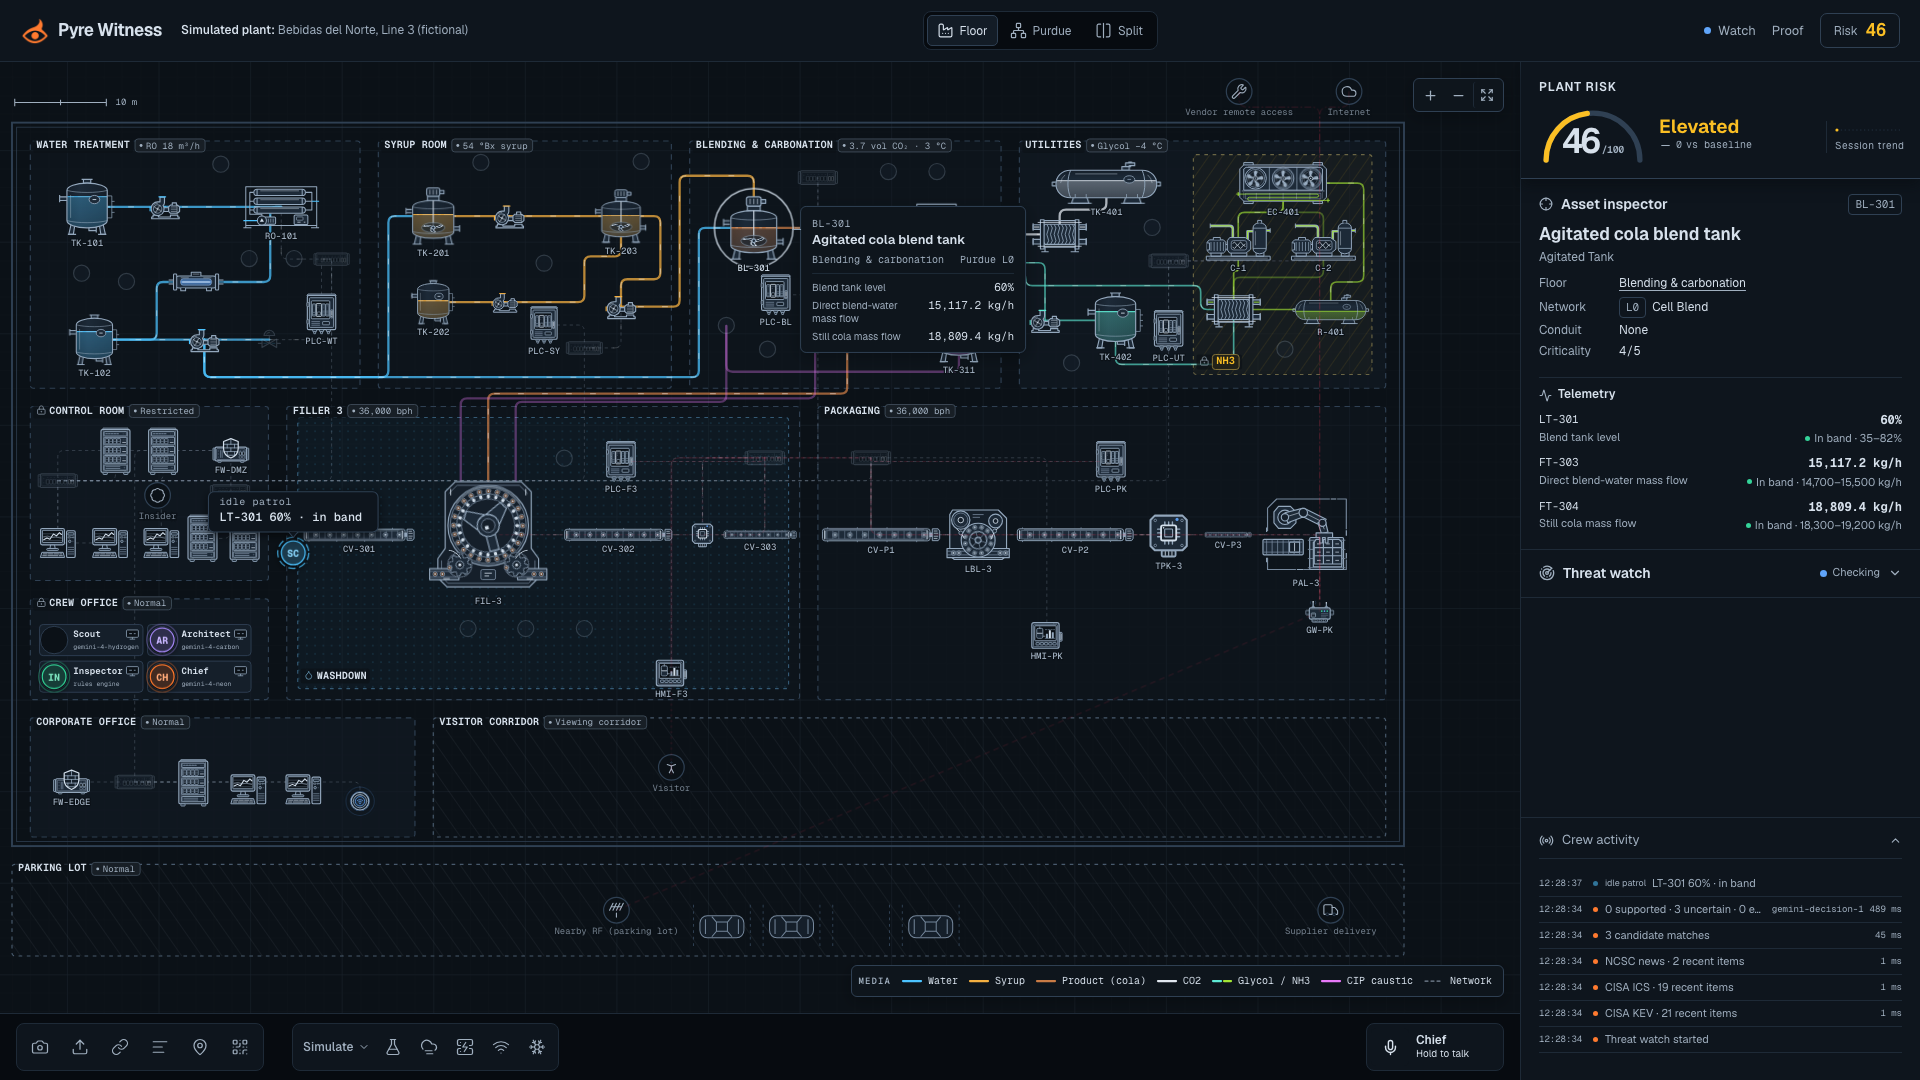 Pyre Witness
Simulated plant: Bebidas del Norte, Line 3 (fictional)
Floor
Purdue
Split
Watch
Proof
Risk 46
10 m
Vendor remote access
Internet
WATER TREATMENT
RO 18 m³/h
SYRUP ROOM
54 °Bx syrup
BLENDING & CARBONATION
3.7 vol CO₂ · 3 °C
UTILITIES
Glycol −4 °C
TK-101
RO-101
TK-102
PLC-WT
TK-201
TK-203
TK-202
PLC-SY
BL-301
PLC-BL
TK-311
TK-401
EC-401
C-1
C-2
R-401
TK-402
PLC-UT
NH3
BL-301
Agitated cola blend tank
Blending & carbonation
Purdue L0
Blend tank level
60%
Direct blend-water mass flow
15,117.2 kg/h
Still cola mass flow
18,809.4 kg/h
CONTROL ROOM
Restricted
FILLER 3
36,000 bph
PACKAGING
36,000 bph
FW-DMZ
Insider
idle patrol
LT-301 60% · in band
SC
CV-301
PLC-F3
FIL-3
CV-302
CV-303
WASHDOWN
HMI-F3
PLC-PK
CV-P1
LBL-3
CV-P2
TPK-3
CV-P3
PAL-3
GW-PK
HMI-PK
CREW OFFICE
Normal
Scout
gemini-4-hydrogen
AR
Architect
gemini-4-carbon
IN
Inspector
rules engine
CH
Chief
gemini-4-neon
CORPORATE OFFICE
Normal
FW-EDGE
VISITOR CORRIDOR
Viewing corridor
Visitor
PARKING LOT
Normal
Nearby RF (parking lot)
Supplier delivery
MEDIA
Water
Syrup
Product (cola)
CO2
Glycol / NH3
CIP caustic
Network
Simulate
Chief
Hold to talk
PLANT RISK
46/100
Elevated
— 0 vs baseline
Session trend
Asset inspector
BL-301
Agitated cola blend tank
Agitated Tank
Floor
Blending & carbonation
Network
L0
Cell Blend
Conduit
None
Criticality
4/5
Telemetry
LT-301
60%
Blend tank level
In band · 35–82%
FT-303
15,117.2 kg/h
Direct blend-water mass flow
In band · 14,700–15,500 kg/h
FT-304
18,809.4 kg/h
Still cola mass flow
In band · 18,300–19,200 kg/h
Threat watch
Checking
Crew activity
12:28:37 idle patrol LT-301 60% · in band
12:28:34 0 supported · 3 uncertain · 0 e... gemini-decision-1 489 ms
12:28:34 3 candidate matches 45 ms
12:28:34 NCSC news · 2 recent items 1 ms
12:28:34 CISA ICS · 19 recent items 1 ms
12:28:34 CISA KEV · 21 recent items 1 ms
12:28:34 Threat watch started